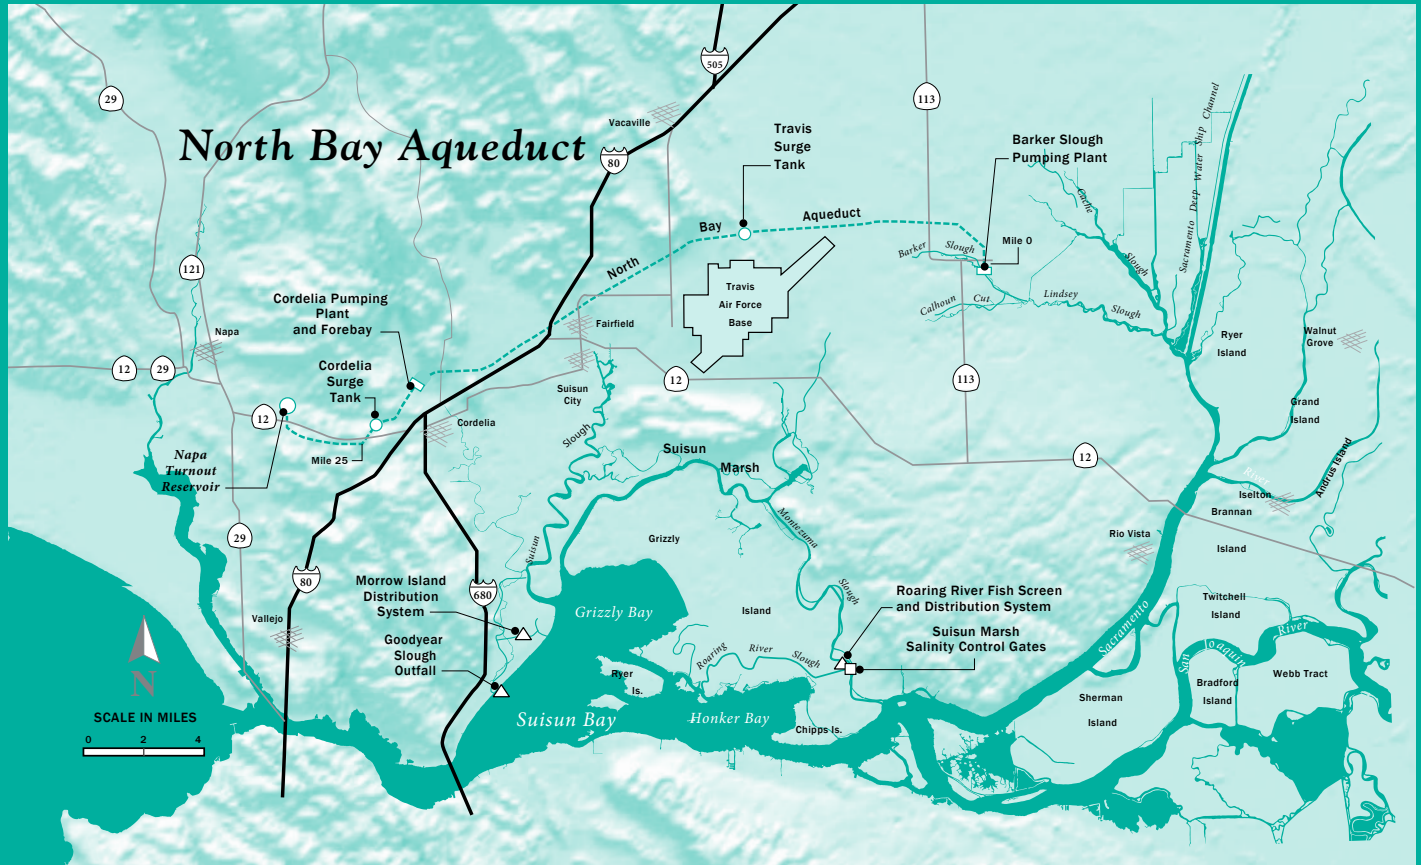 North Bay Aqueduct
29
505
80
113
Vacaville
Travis
Surge
Tank
Barker Slough
Pumping Plant
Mile 0
North
Bay
Aqueduct
Travis
Air Force
Base
Barker
Slough
Calhoun
Cut
Lindsey
Slough
Cache
Slough
Sacramento Deep Water Ship Channel
121
Napa
Cordelia Pumping
Plant
and Forebay
Cordelia
Surge
Tank
Fairfield
Suisun
City
12
29
12
12
113
12
Ryer
Island
Walnut
Grove
Grand
Island
Andrus Island
River
Isleton
Brannan
Island
Rio Vista
Napa
Turnout
Reservoir
Mile 25
Cordelia
Slough
Suisun
Suisun
Marsh
Montezuma
Slough
Grizzly
Island
29
80
680
Vallejo
Morrow Island
Distribution
System
Goodyear
Slough
Outfall
Grizzly Bay
Roaring River Fish Screen
and Distribution System
Suisun Marsh
Salinity Control Gates
Roaring
River
Slough
Ryer
Is.
Suisun Bay
Honker Bay
Chipps Is.
Sacramento
Twitchell
Island
San
Joaquin
River
Bradford
Island
Webb Tract
Sherman
Island
N
SCALE IN MILES
0 2 4